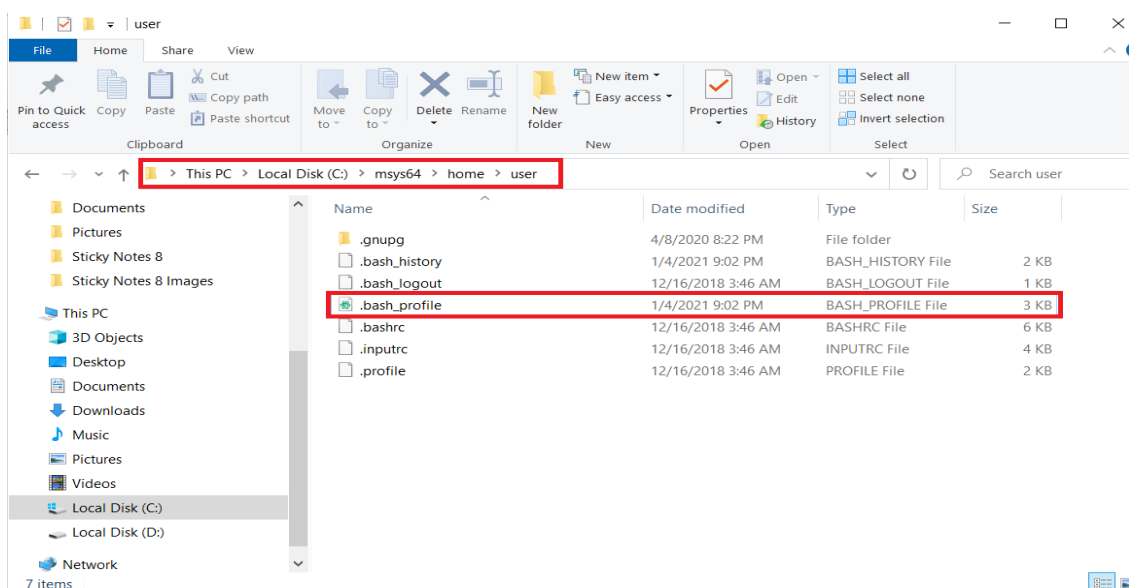 user
File Home Share View
Pin to Quick access
Copy
Paste
Cut
Copy path
Paste shortcut
Clipboard
Move to
Copy to
Delete
Rename
Organize
New folder
New item
Easy access
New
Properties
Open
Edit
History
Open
Select all
Select none
Invert selection
Select
This PC > Local Disk (C:) > msys64 > home > user
Search user
Documents
Pictures
Sticky Notes 8
Sticky Notes 8 Images
This PC
3D Objects
Desktop
Documents
Downloads
Music
Pictures
Videos
Local Disk (C:)
Local Disk (D:)
Network
Name Date modified Type Size
.gnupg 4/8/2020 8:22 PM File folder
.bash_history 1/4/2021 9:02 PM BASH_HISTORY File 2 KB
.bash_logout 12/16/2018 3:46 AM BASH_LOGOUT File 1 KB
.bash_profile 1/4/2021 9:02 PM BASH_PROFILE File 3 KB
.bashrc 12/16/2018 3:46 AM BASHRC File 6 KB
.inputrc 12/16/2018 3:46 AM INPUTRC File 4 KB
.profile 12/16/2018 3:46 AM PROFILE File 2 KB
7 items